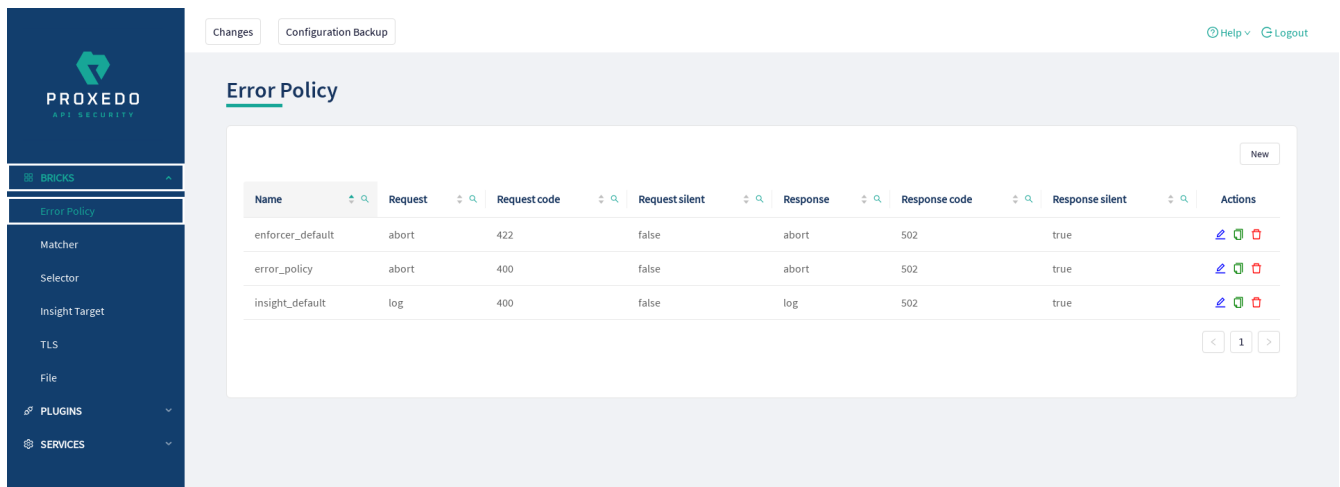 Changes Configuration Backup Help Logout
PROXEDO
API SECURITY
Error Policy
New
BRICKS
Error Policy
Matcher
Selector
Insight Target
TLS
File
PLUGINS
SERVICES
Name Request Request code Request silent Response Response code Response silent Actions
enforcer_default abort 422 false abort 502 true
error_policy abort 400 false abort 502 true
insight_default log 400 false log 502 true
< 1 >